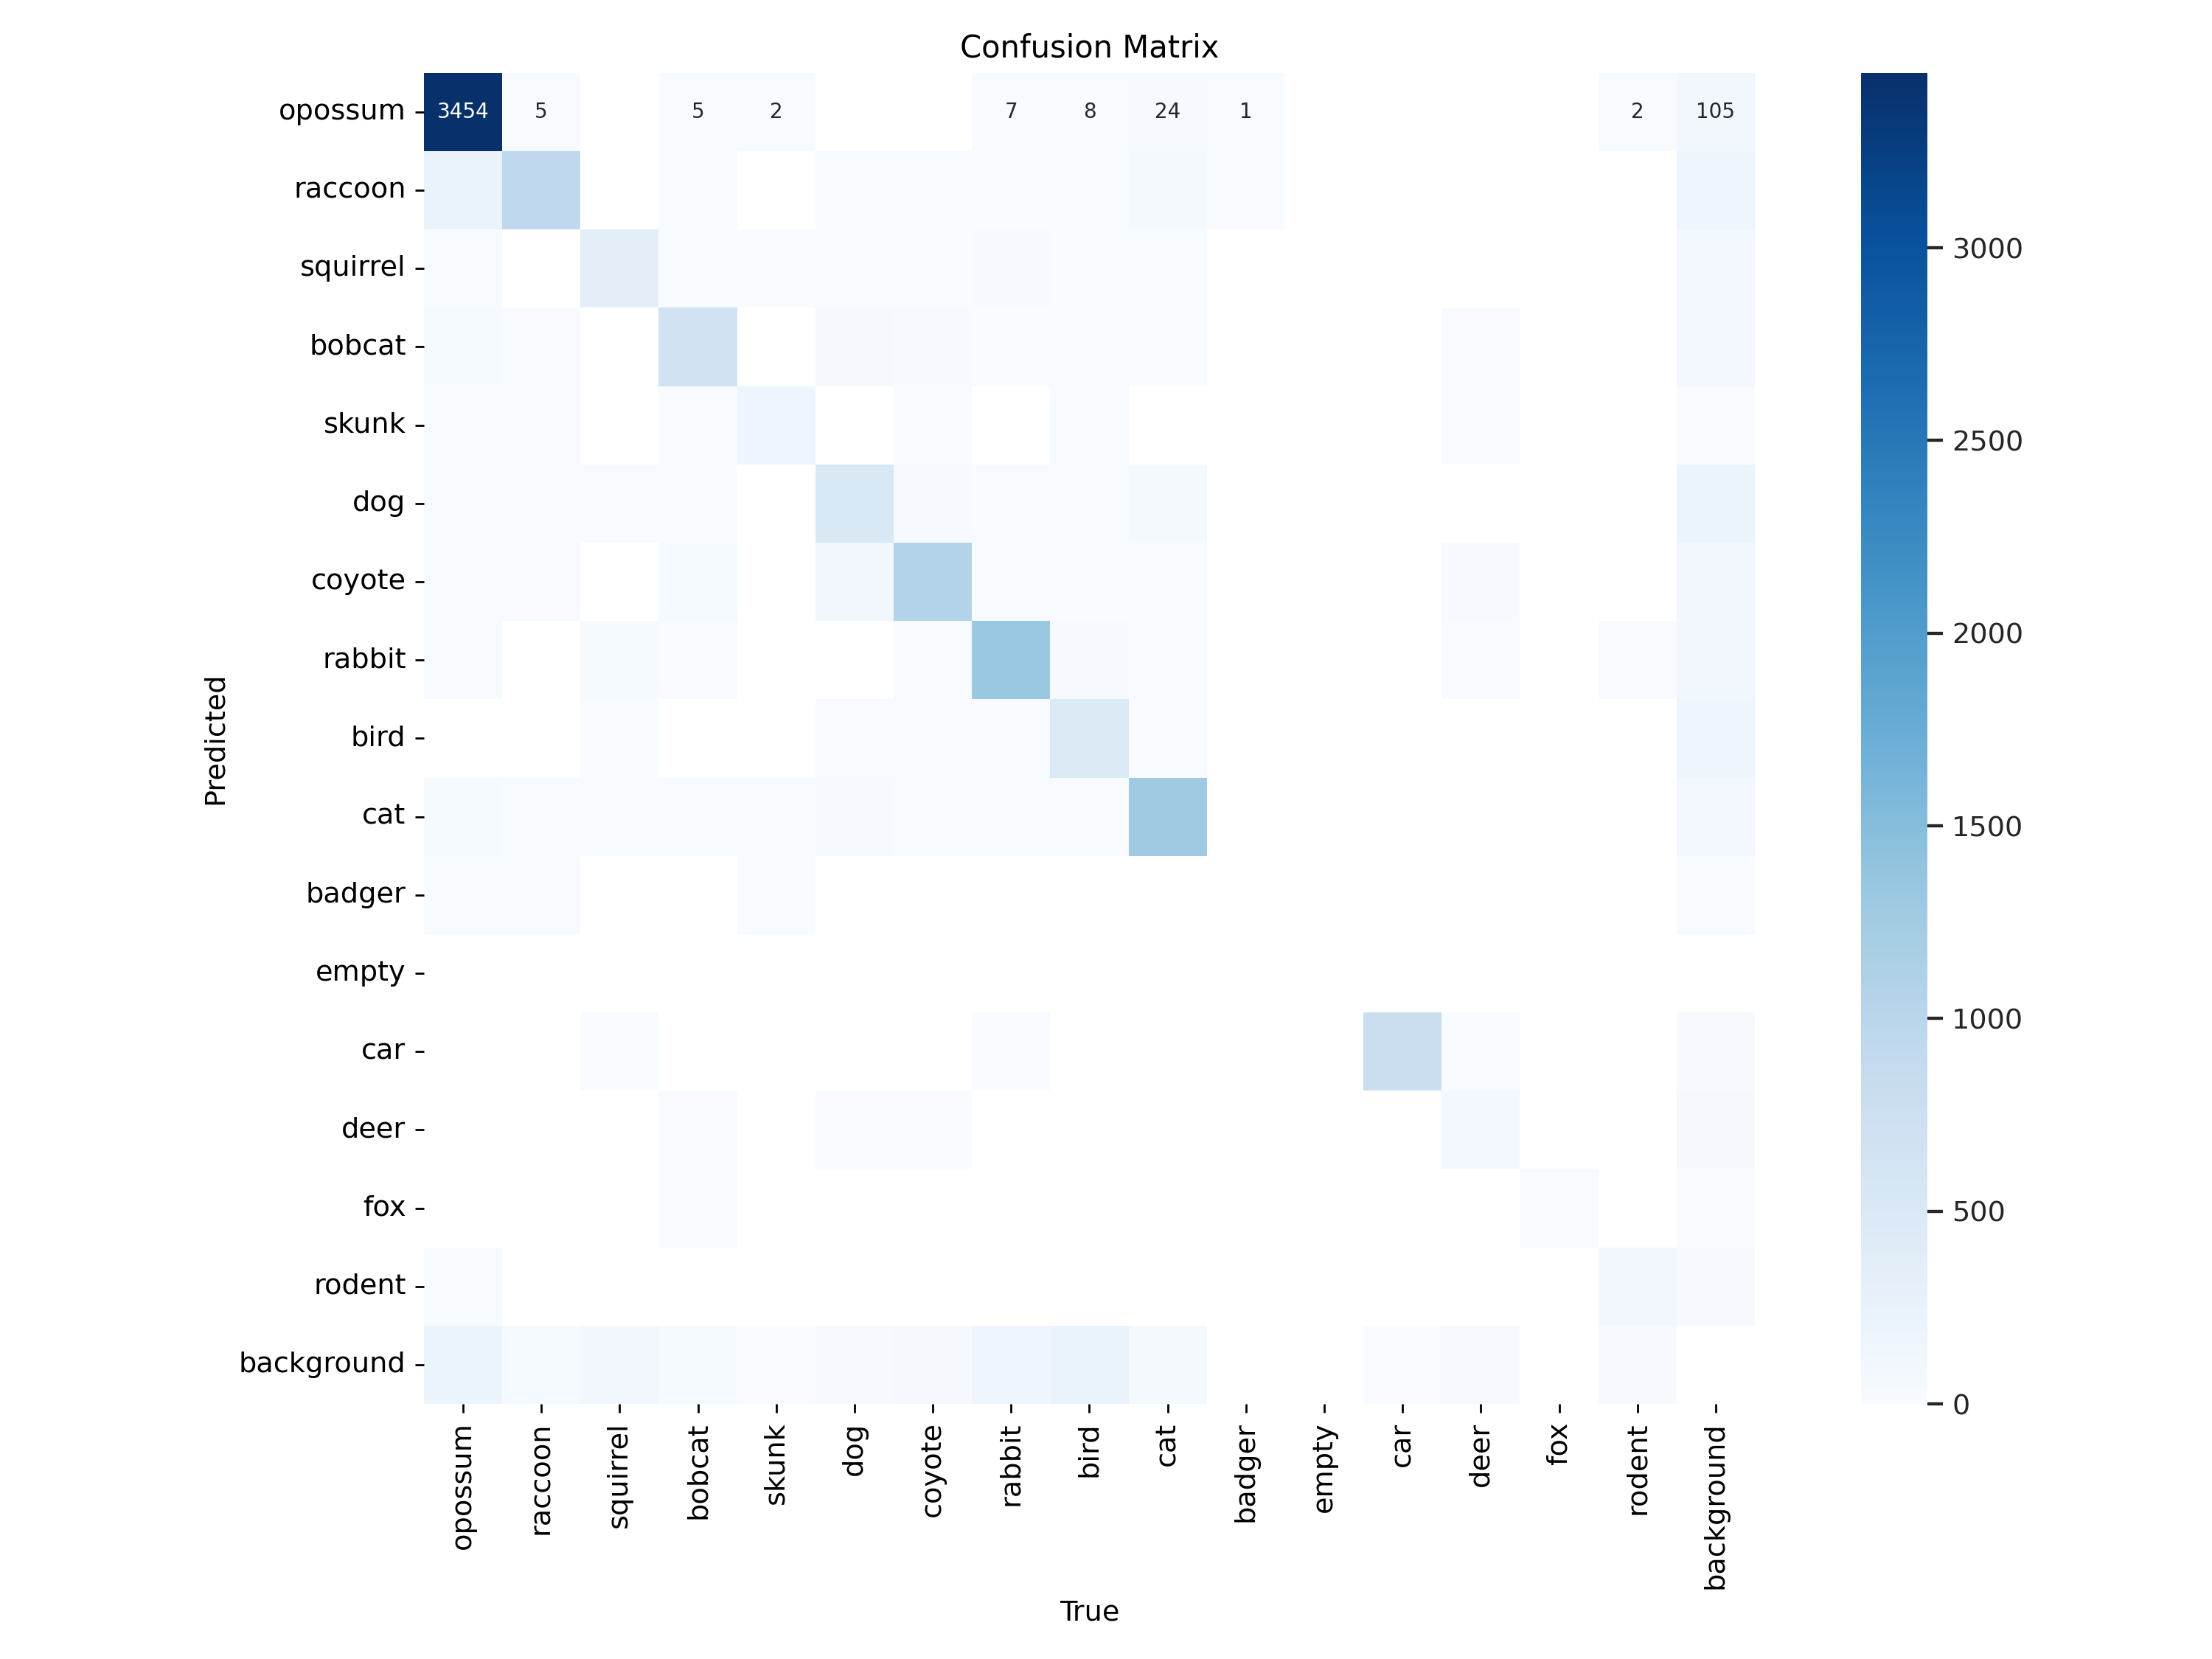 Confusion Matrix
opossum
3454 5 5 2 7 8 24 1 2 105
raccoon
squirrel
bobcat
skunk
dog
coyote
rabbit
bird
cat
badger
empty
car
deer
fox
rodent
background
Predicted
opossum raccoon squirrel bobcat skunk dog coyote rabbit bird cat badger empty car deer fox rodent background
True
3000
2500
2000
1500
1000
500
0